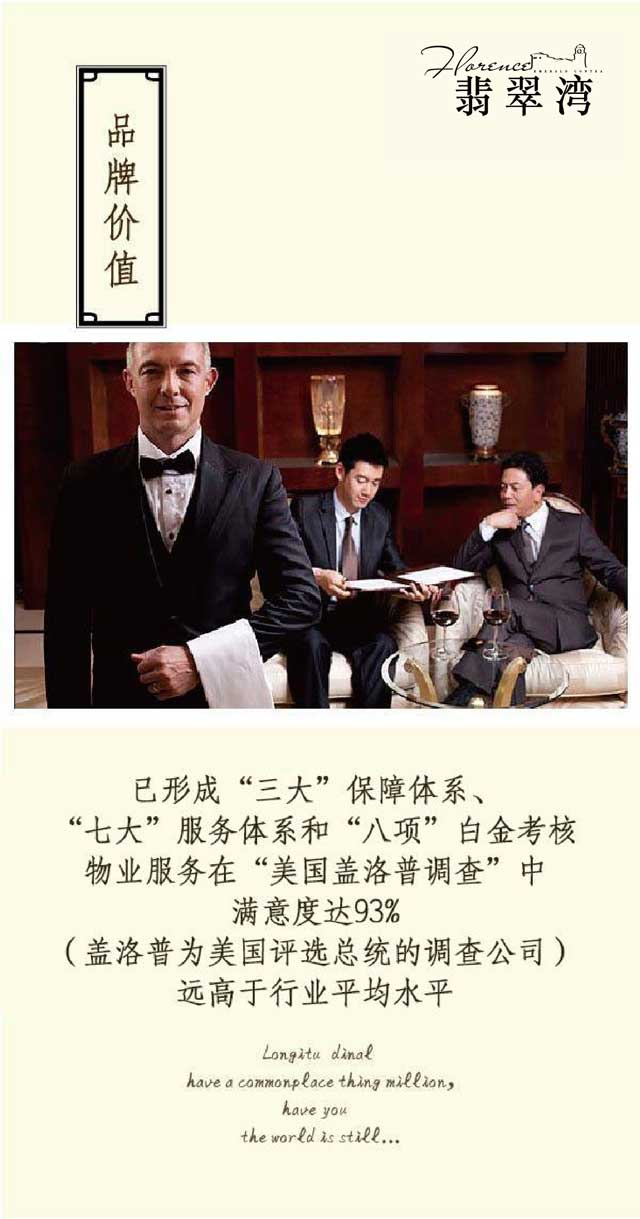 Florence
EMERALD CONTRA
翡翠湾
品牌价值
已形成“三大”保障体系、
“七大”服务体系和“八项”白金考核
物业服务在“美国盖洛普调查”中
满意度达93%
（盖洛普为美国评选总统的调查公司）
远高于行业平均水平
Longitu dinal
have a commonplace thing million,
have you
the world is still...